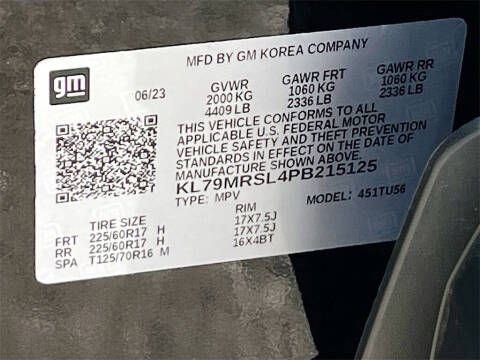 MFD BY GM KOREA COMPANY
gm
06/23 GVWR GAWR FRT GAWR RR
2000 KG 1060 KG 1060 KG
4409 LB 2336 LB 2336 LB
THIS VEHICLE CONFORMS TO ALL
APPLICABLE U.S. FEDERAL MOTOR
VEHICLE SAFETY AND THEFT PREVENTION
STANDARDS IN EFFECT ON THE DATE OF
MANUFACTURE SHOWN ABOVE.
KL79MRSL4PB215125
TYPE: MPV MODEL: 451TU56
TIRE SIZE RIM
FRT 225/60R17 H 17X7.5J
RR 225/60R17 H 17X7.5J
SPA T125/70R16 M 16X4BT